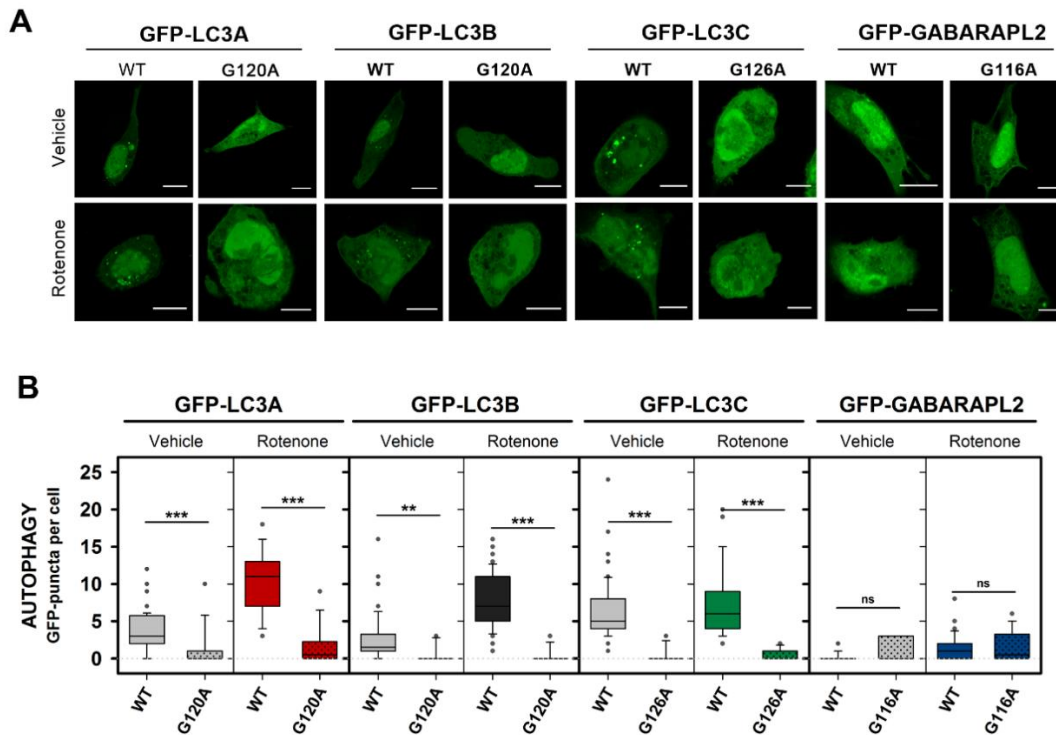 A
GFP-LC3A GFP-LC3B GFP-LC3C GFP-GABARAPL2
WT G120A WT G120A WT G126A WT G116A
Vehicle
Rotenone
B
GFP-LC3A GFP-LC3B GFP-LC3C GFP-GABARAPL2
Vehicle Rotenone Vehicle Rotenone Vehicle Rotenone Vehicle Rotenone
AUTOPHAGY
GFP-puncta per cell
25
20
15
10
5
0
*** *** ** *** *** *** ns ns
WT G120A WT G120A WT G120A WT G120A WT G126A WT G126A WT G116A WT G116A